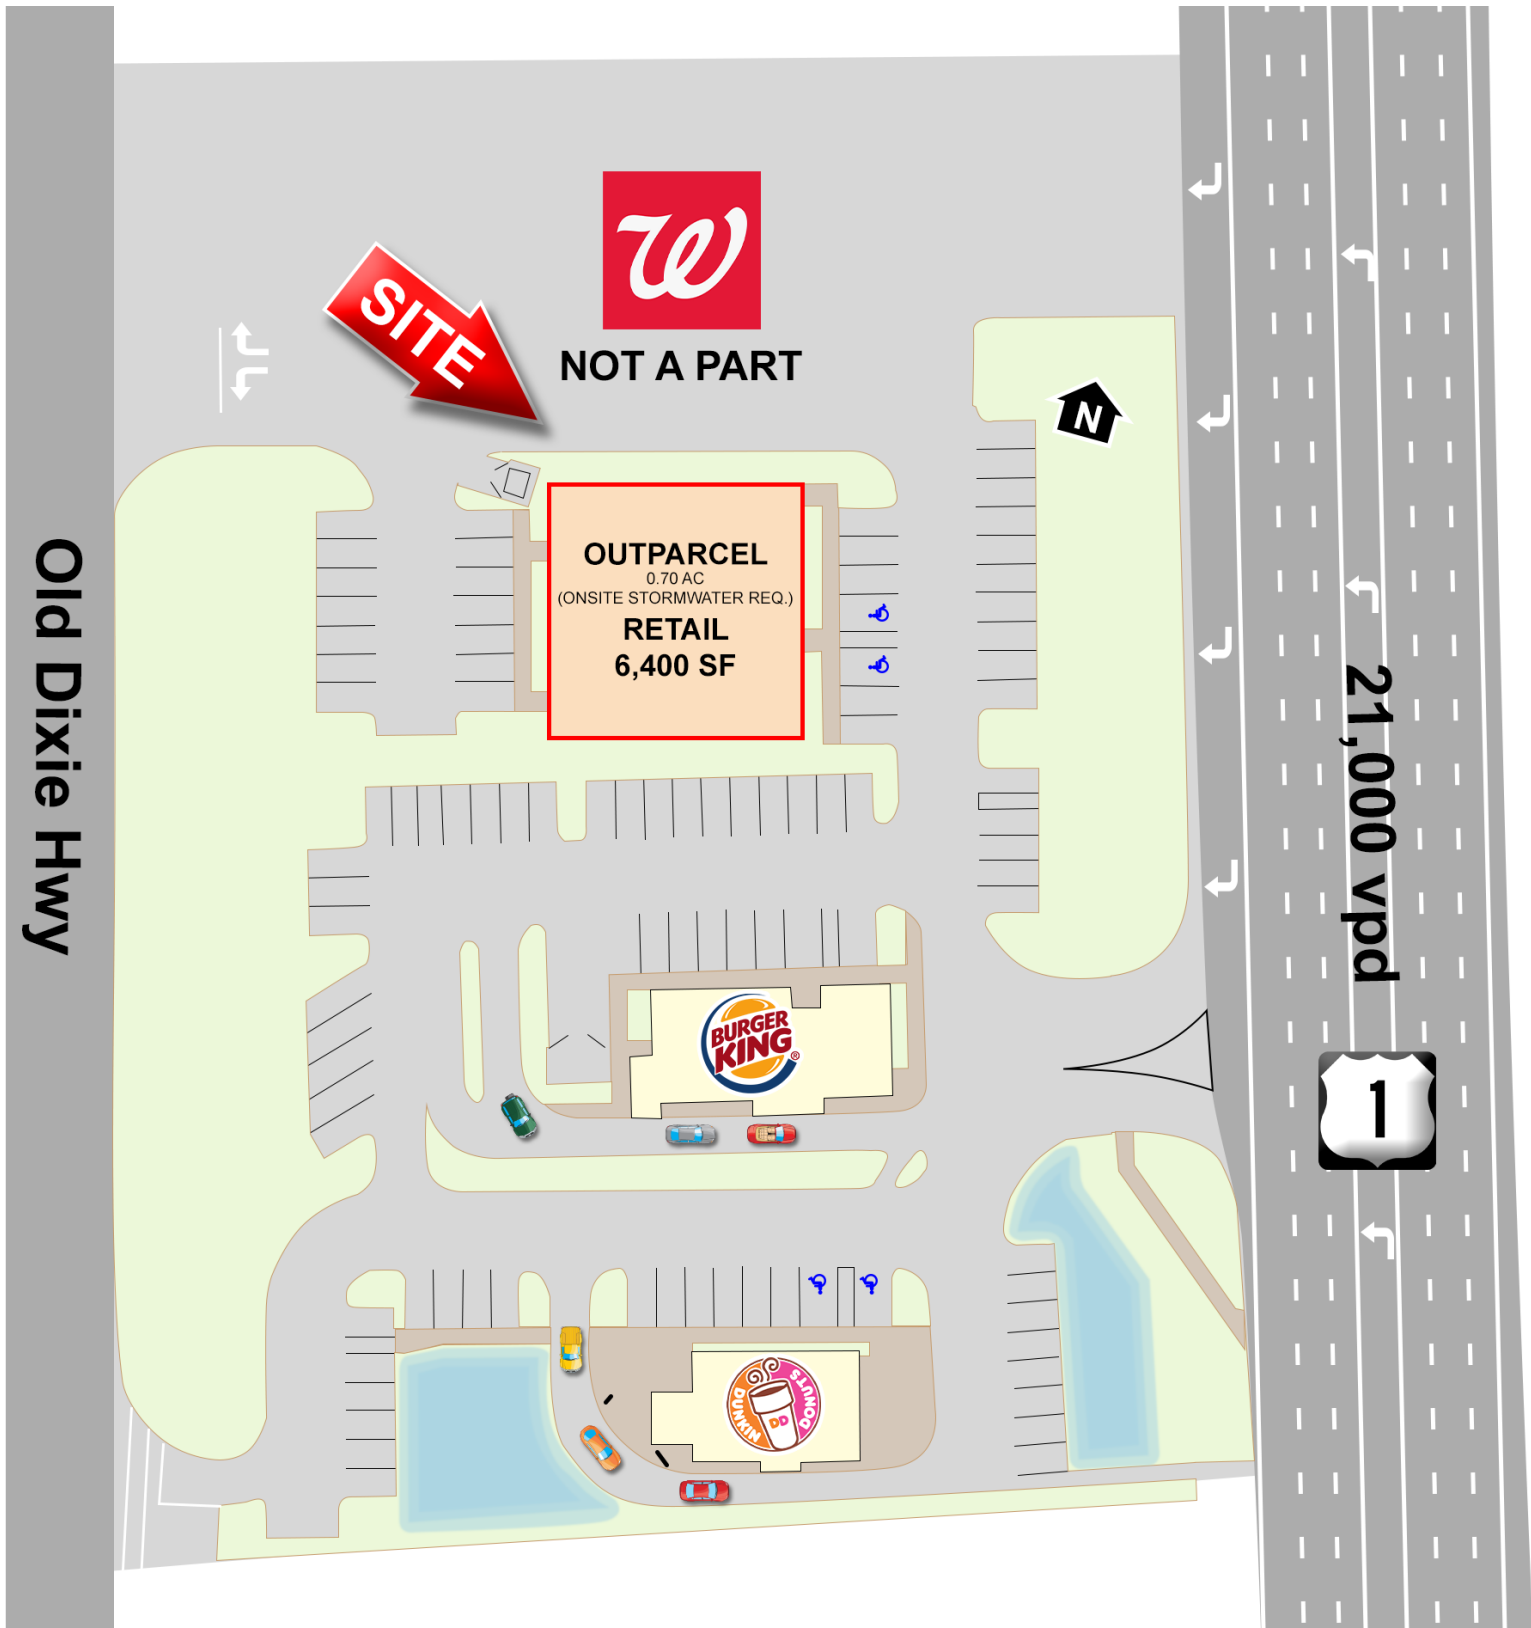 W
SITE
NOT A PART
N
OUTPARCEL
0.70 AC
(ONSITE STORMWATER REQ.)
RETAIL
6,400 SF
Old Dixie Hwy
21,000 vpd
BURGER
KING®
1
DUNKIN'
DONUTS
DD